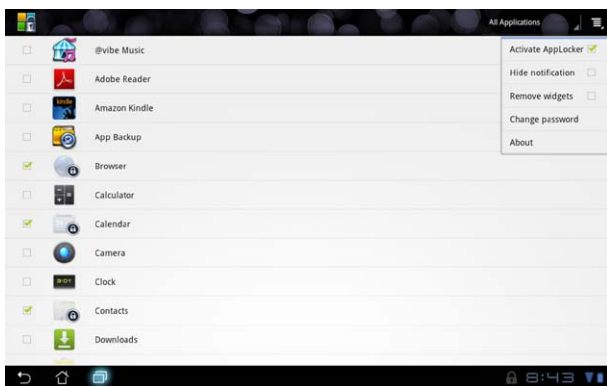 All Applications
@vibe Music
Activate AppLocker
Adobe Reader
Hide notification
Remove widgets
kindle
Amazon Kindle
Change password
App Backup
About
Browser
Calculator
Calendar
Camera
Clock
Contacts
Downloads
8:43